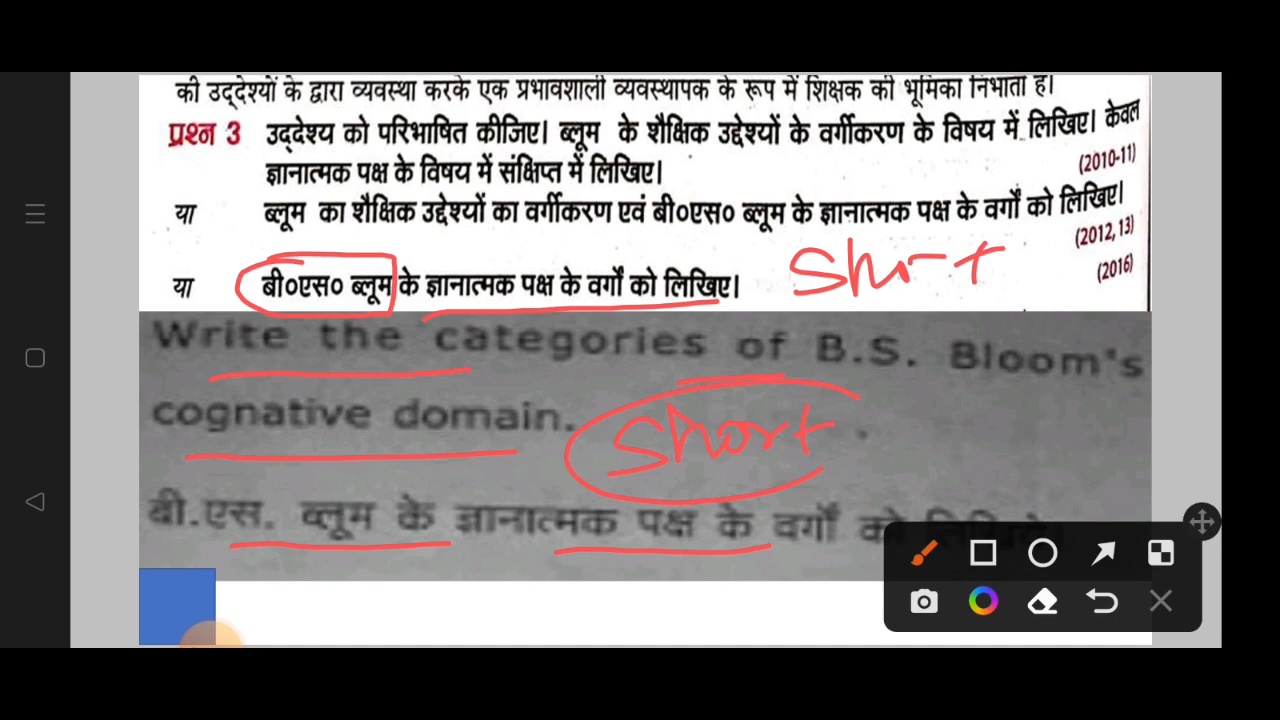 की उद्देश्यों के द्वारा व्यवस्था करके एक प्रभावशाली व्यवस्थापक के रूप में शिक्षक की भूमिका निभाता है।
प्रश्न 3 उद्देश्य को परिभाषित कीजिए। ब्लूम के शैक्षिक उद्देश्यों के वर्गीकरण के विषय में लिखिए। केवल
ज्ञानात्मक पक्ष के विषय में संक्षिप्त में लिखिए। (2010-11)
या ब्लूम का शैक्षिक उद्देश्यों का वर्गीकरण एवं बी०एस० ब्लूम के ज्ञानात्मक पक्ष के वर्गों को लिखिए।
(2012, 13)
या बी०एस० ब्लूम के ज्ञानात्मक पक्ष के वर्गों को लिखिए। Short (2016)
Write the categories of B.S. Bloom's
cognative domain. Short
बी.एस. ब्लूम के ज्ञानात्मक पक्ष के वर्गों को